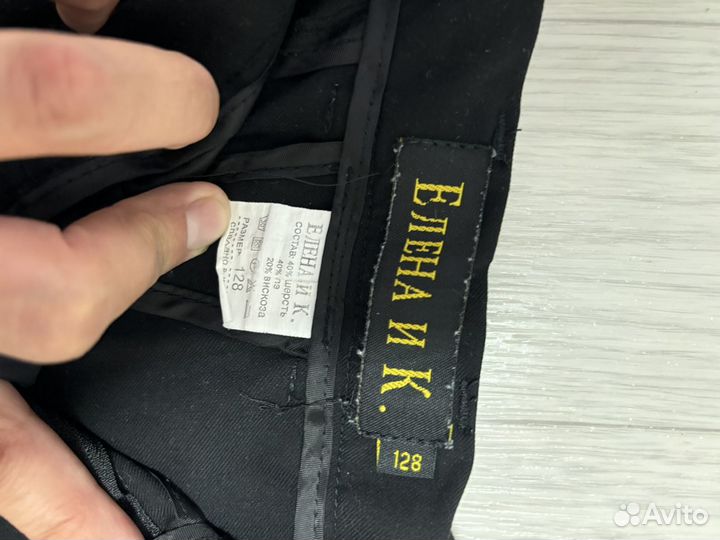 ЕЛЕНА И К.
128
ЕЛЕНА И К.
СОСТАВ: 40% ШЕРСТЬ
40% ПЭ
20% ВИСКОЗА
РАЗМЕР 128
Avito